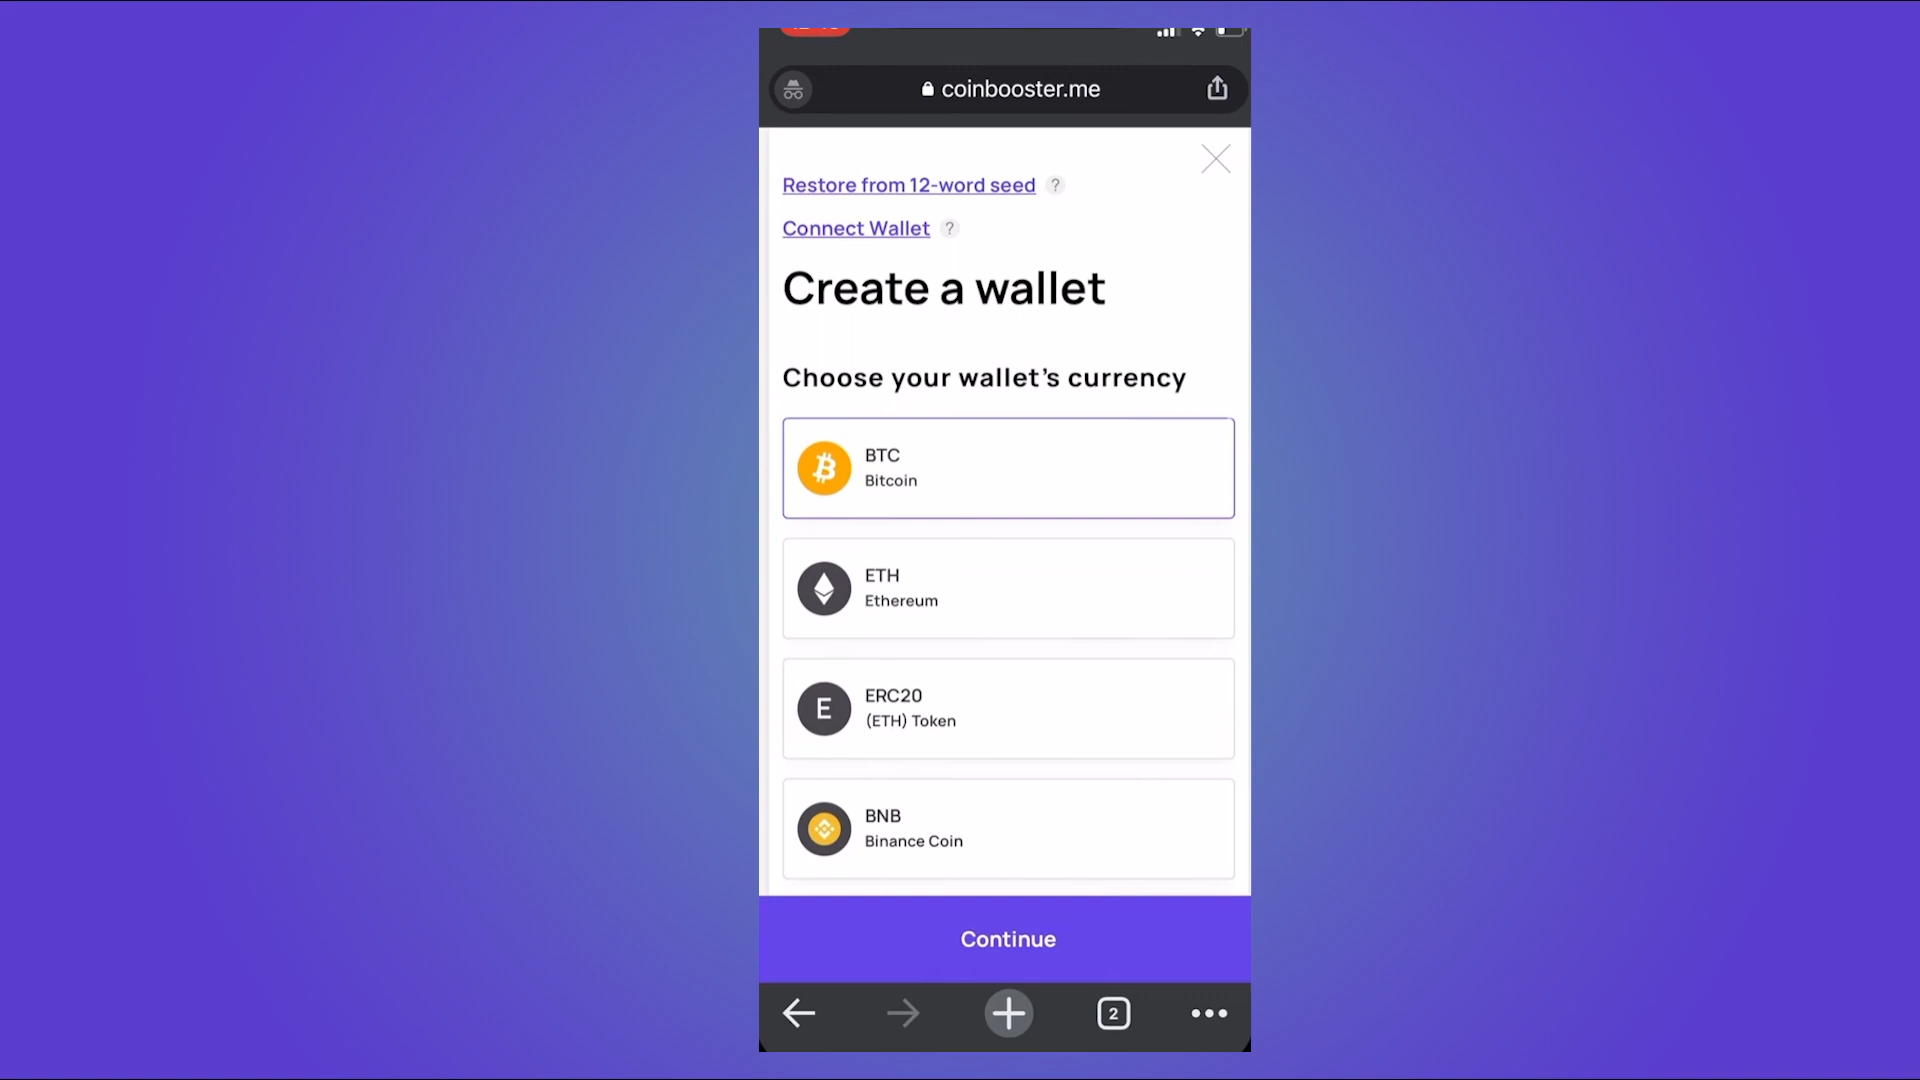 coinbooster.me
Restore from 12-word seed ?
Connect Wallet ?
Create a wallet
Choose your wallet’s currency
BTC
Bitcoin
ETH
Ethereum
E
ERC20
(ETH) Token
BNB
Binance Coin
Continue
2